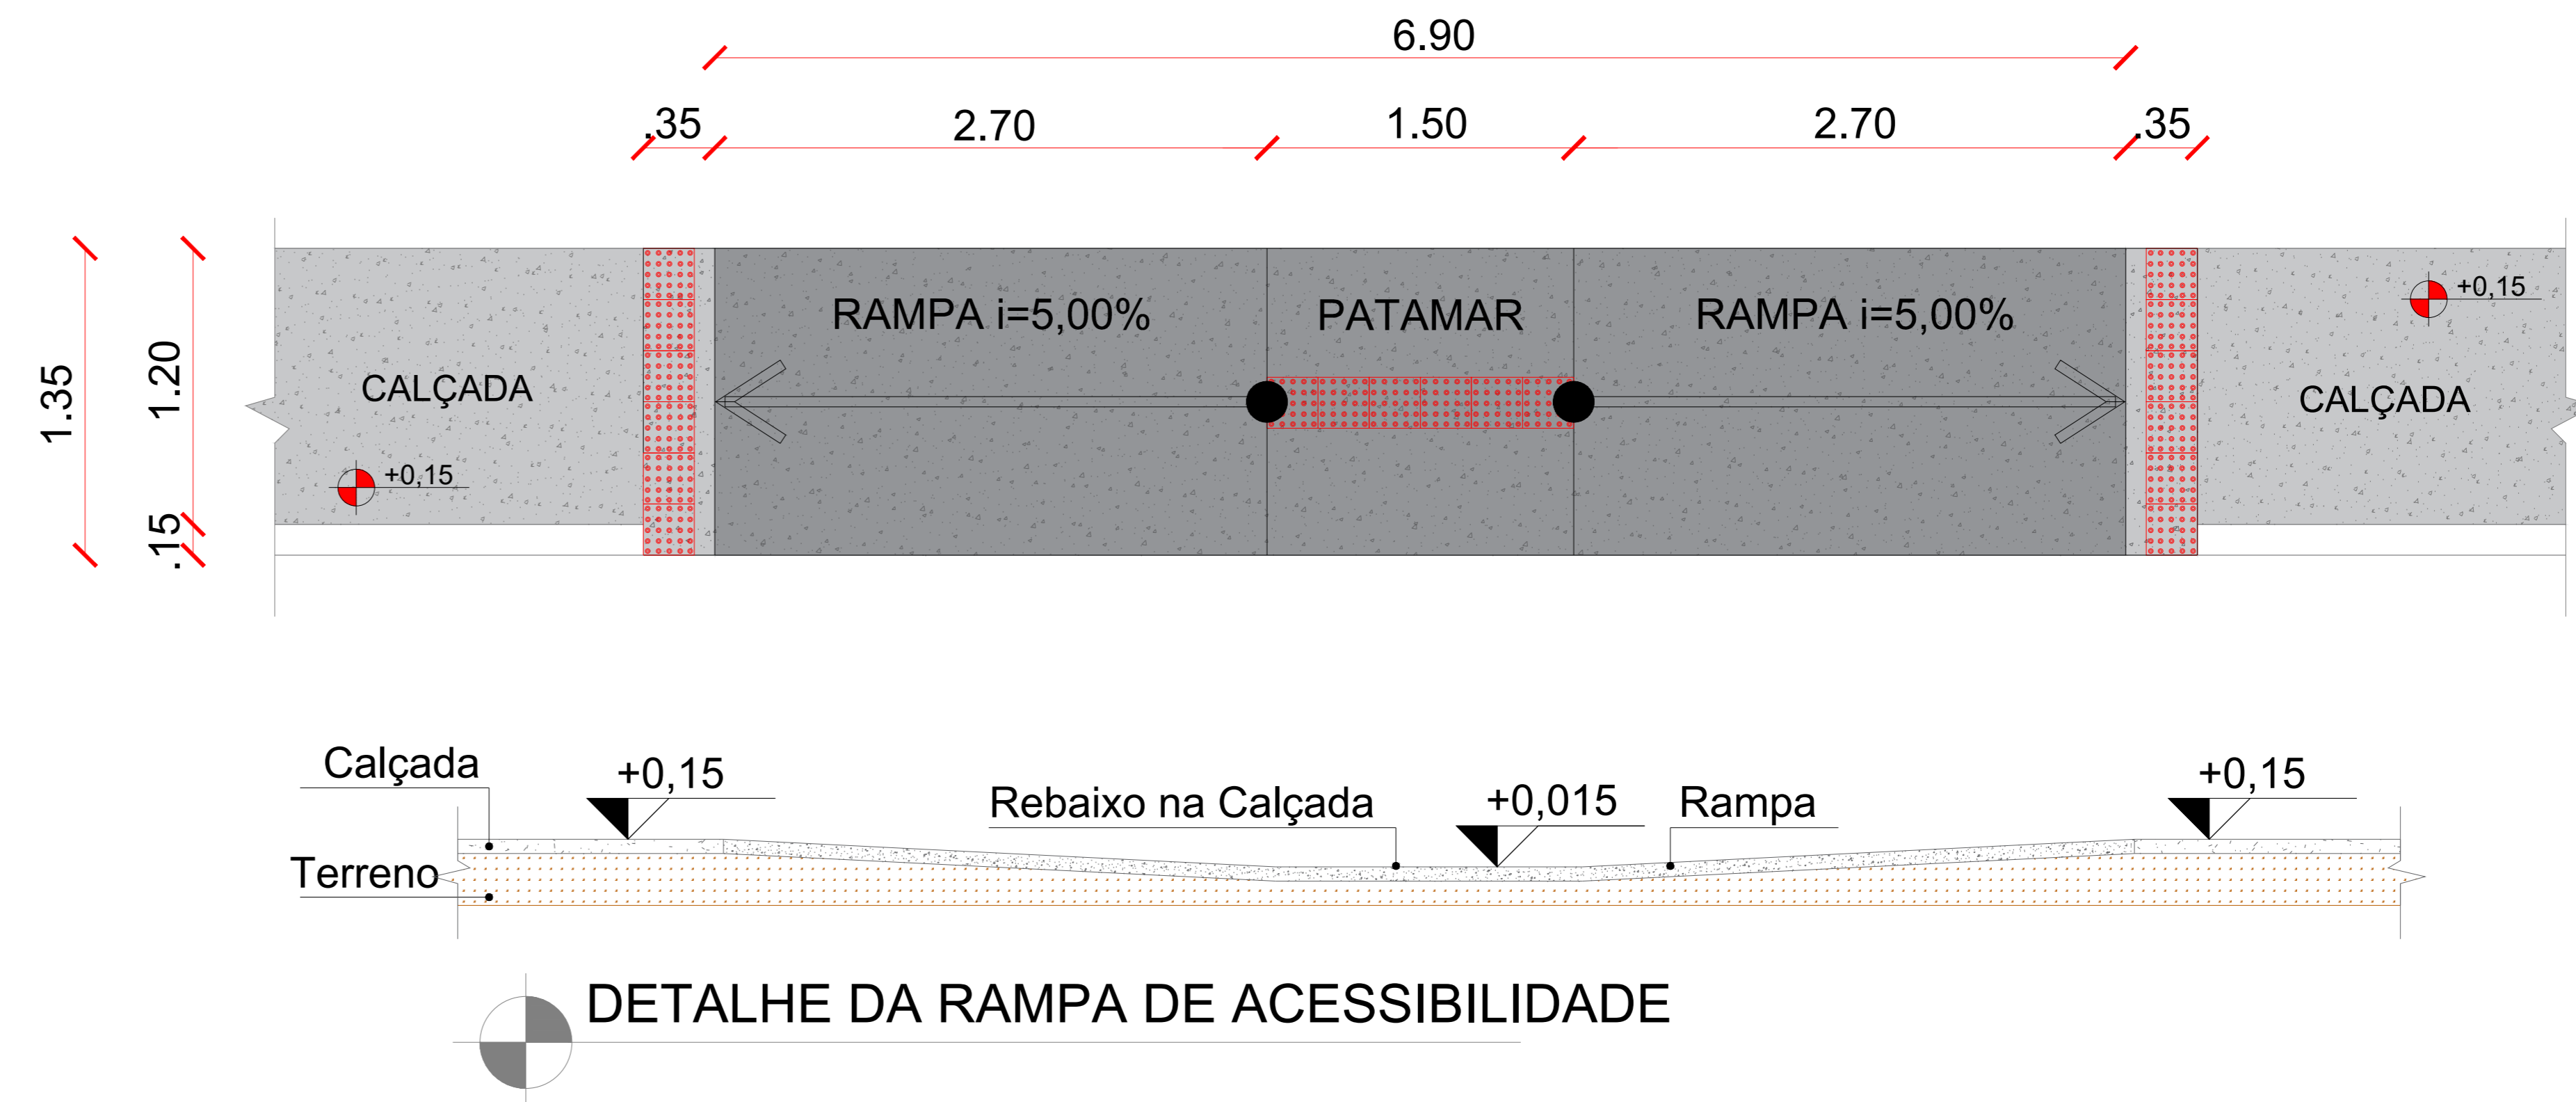 6.90
.35
2.70
1.50
2.70
.35
RAMPA i=5,00%
PATAMAR
RAMPA i=5,00%
+0,15
1.35
1.20
CALÇADA
CALÇADA
+0,15
.15
Calçada
+0,15
Rebaixo na Calçada
+0,015
Rampa
+0,15
Terreno
DETALHE DA RAMPA DE ACESSIBILIDADE